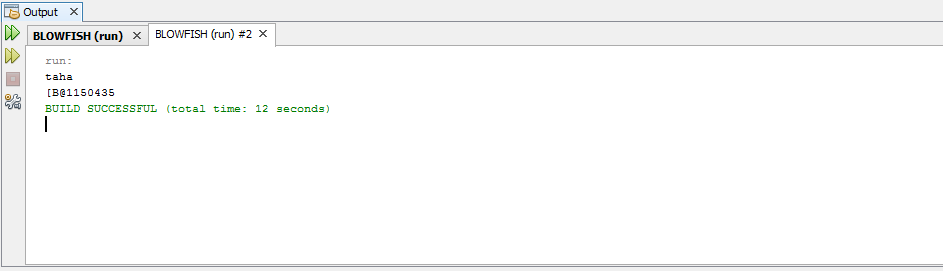 Output
BLOWFISH (run)
BLOWFISH (run) #2
run:
taha
[B@1150435
BUILD SUCCESSFUL (total time: 12 seconds)